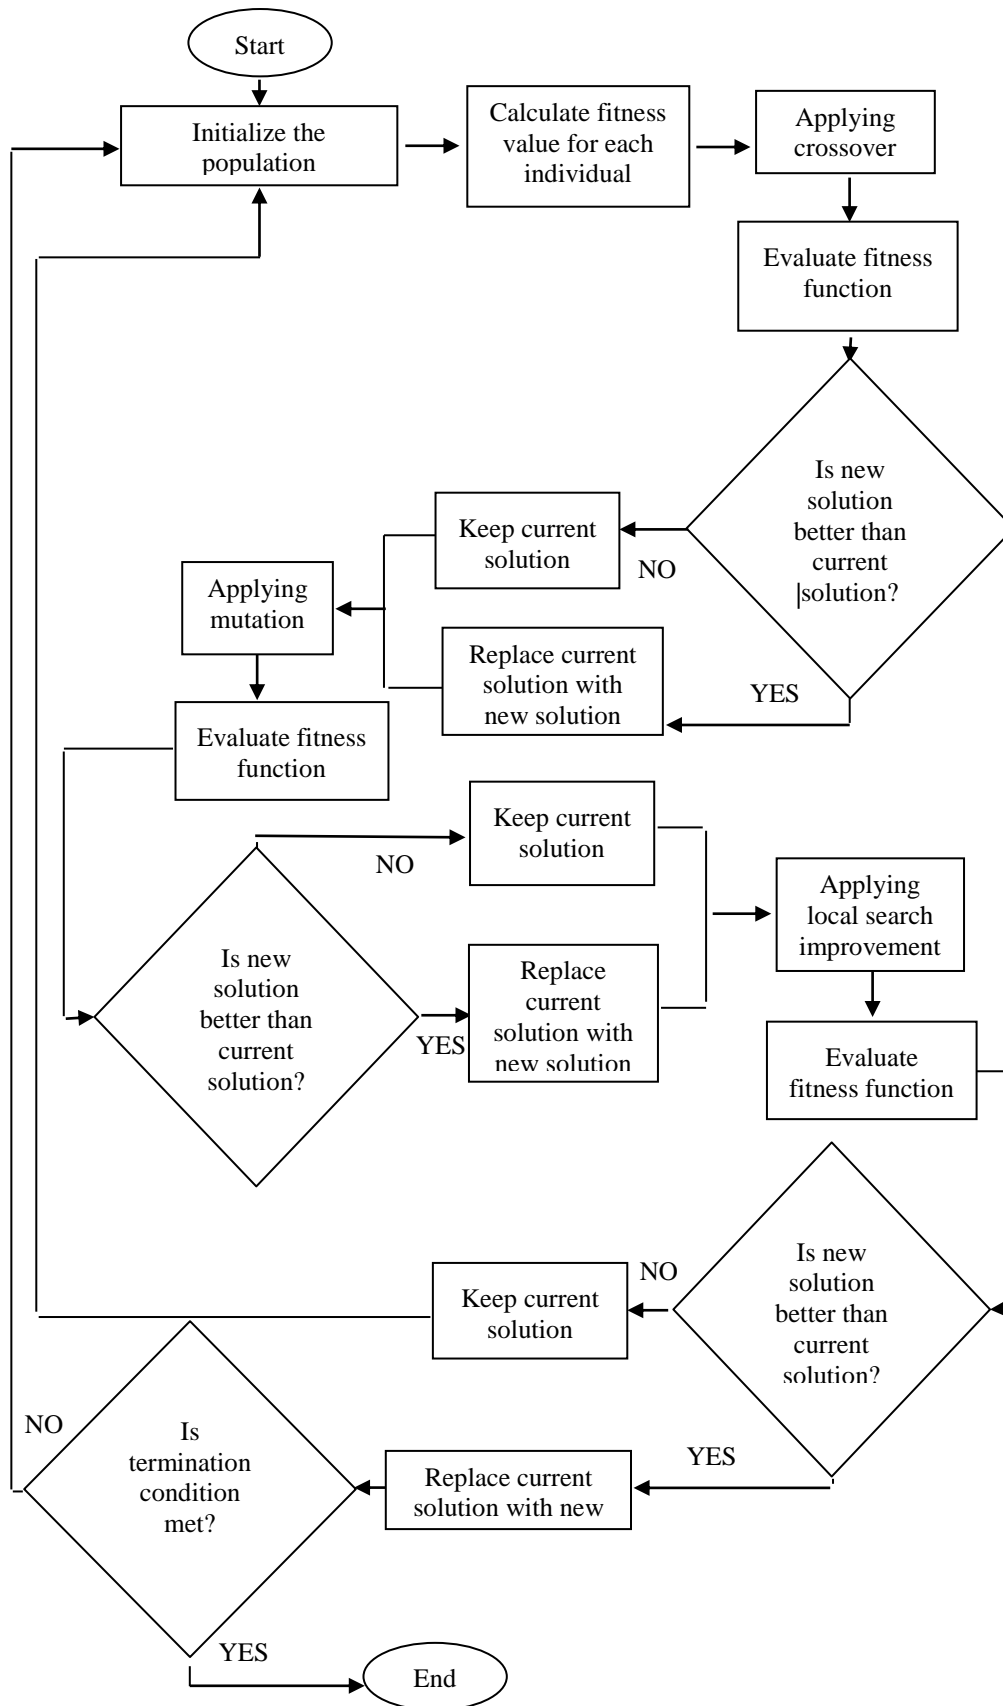 Start
Initialize the
population
Calculate fitness
value for each
individual
Applying
crossover
Evaluate fitness
function
Is new
solution
better than
current
solution?
NO
Keep current
solution
YES
Replace current
solution with
new solution
Applying
mutation
Evaluate fitness
function
Is new
solution
better than
current
solution?
NO
Keep current
solution
YES
Replace
current
solution with
new solution
Applying
local search
improvement
Evaluate
fitness function
Is new
solution
better than
current
solution?
NO
Keep current
solution
YES
Replace current
solution with new
Is
termination
condition
met?
NO
YES
End